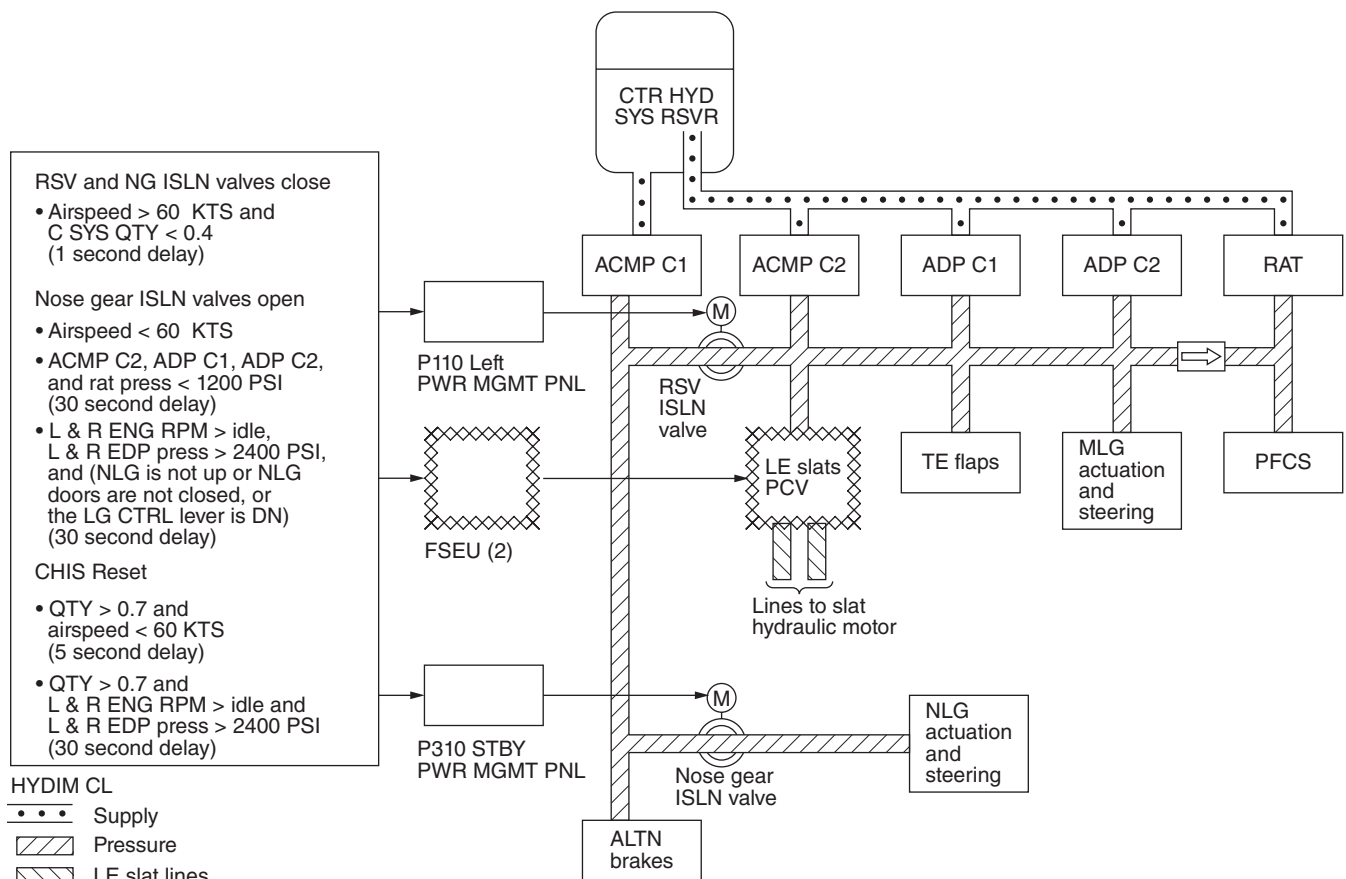 CTR HYD
SYS RSVR
RSV and NG ISLN valves close
• Airspeed > 60 KTS and
C SYS QTY < 0.4
(1 second delay)
Nose gear ISLN valves open
• Airspeed < 60 KTS
• ACMP C2, ADP C1, ADP C2,
and rat press < 1200 PSI
(30 second delay)
• L & R ENG RPM > idle,
L & R EDP press > 2400 PSI,
and (NLG is not up or NLG
doors are not closed, or
the LG CTRL lever is DN)
(30 second delay)
CHIS Reset
• QTY > 0.7 and
airspeed < 60 KTS
(5 second delay)
• QTY > 0.7 and
L & R ENG RPM > idle and
L & R EDP press > 2400 PSI
(30 second delay)
HYDIM CL
Supply
Pressure
LE slat lines
ACMP C1
ACMP C2
ADP C1
ADP C2
RAT
M
P110 Left
PWR MGMT PNL
RSV
ISLN
valve
FSEU (2)
LE slats
PCV
TE flaps
MLG
actuation
and
steering
PFCS
Lines to slat
hydraulic motor
M
P310 STBY
PWR MGMT PNL
Nose gear
ISLN valve
NLG
actuation
and
steering
ALTN
brakes